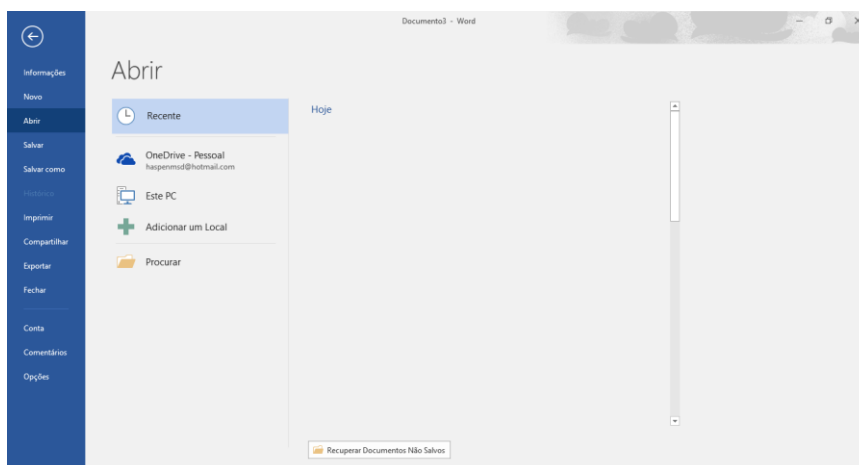 Documento3 - Word
Informações
Novo
Abrir
Salvar
Salvar como
Histórico
Imprimir
Compartilhar
Exportar
Fechar
Conta
Comentários
Opções
Abrir
Recente
OneDrive - Pessoal
haspenmsd@hotmail.com
Este PC
Adicionar um Local
Procurar
Hoje
Recuperar Documentos Não Salvos